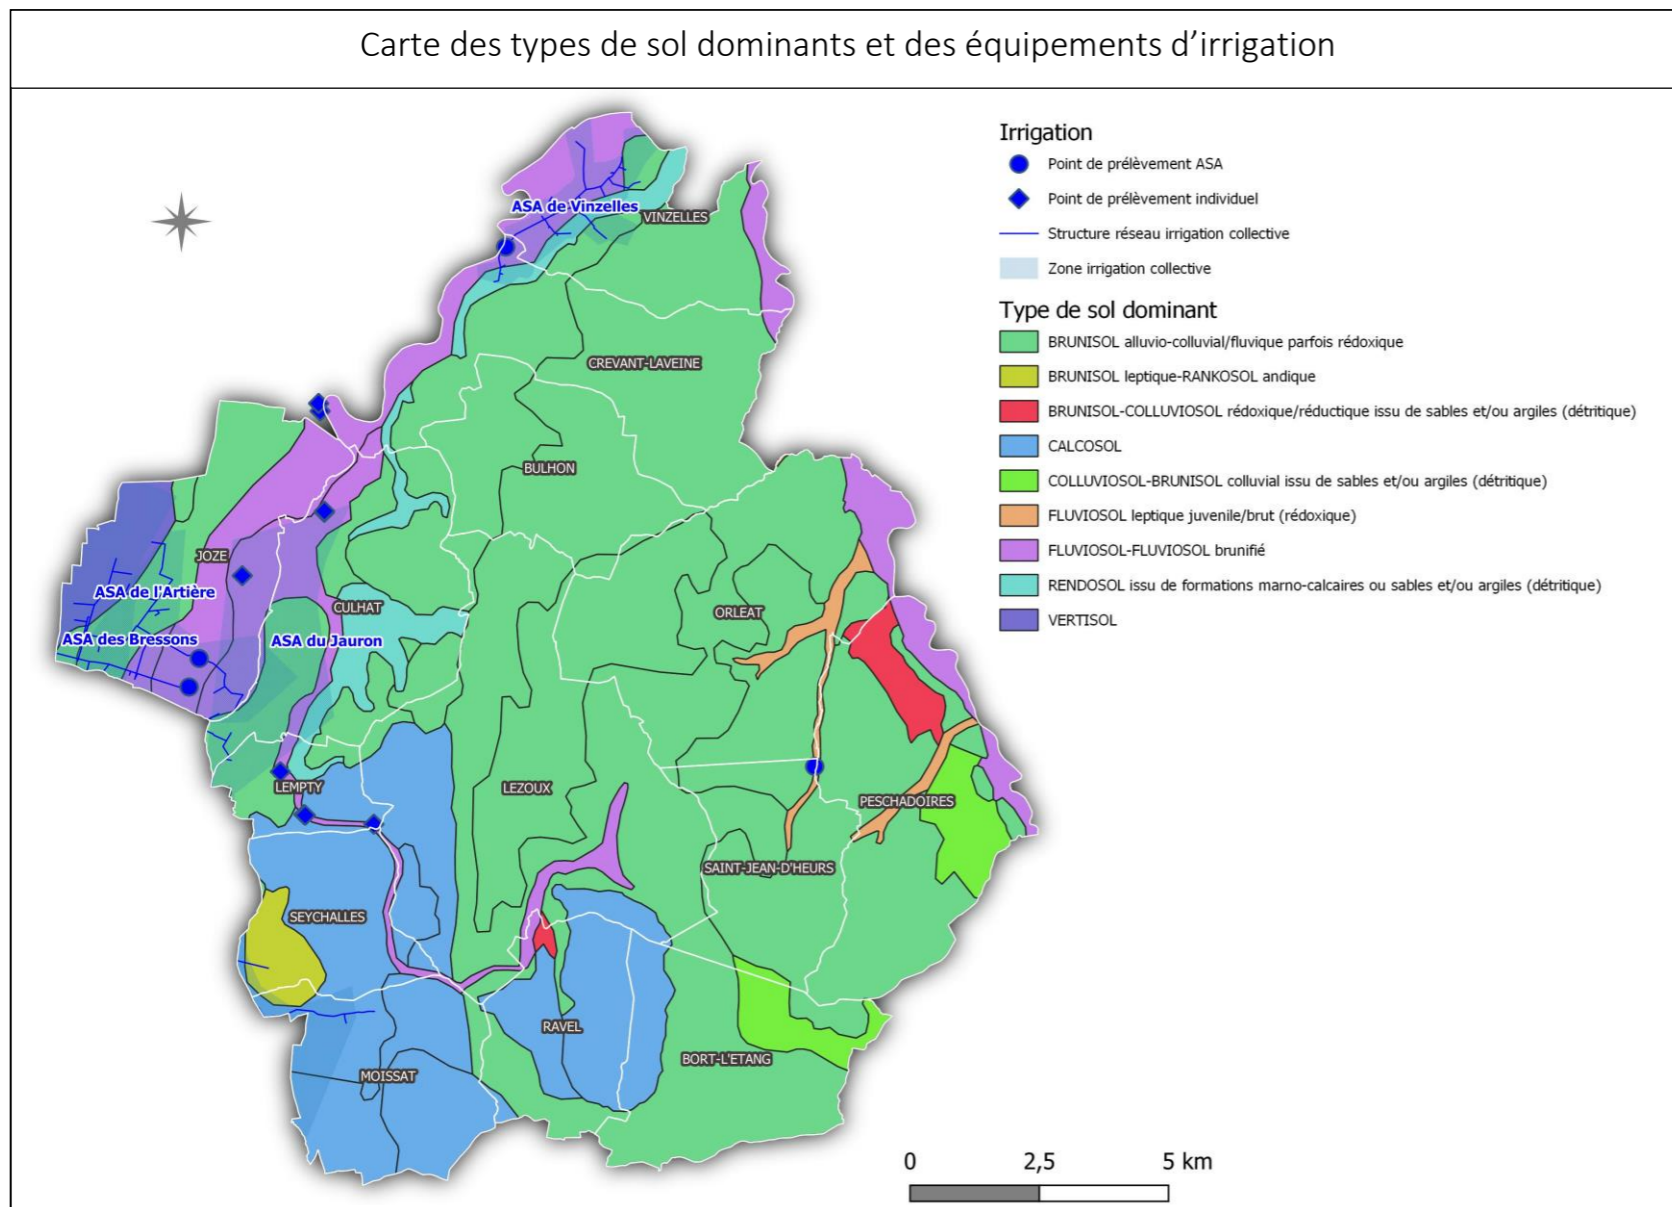 Carte des types de sol dominants et des équipements d'irrigation
Irrigation
Point de prélèvement ASA
Point de prélèvement individuel
Structure réseau irrigation collective
Zone irrigation collective
Type de sol dominant
BRUNISOL alluvio-colluvial/fluvique parfois rédoxique
BRUNISOL leptique-RANKOSOL andique
BRUNISOL-COLLUVIOSOL rédoxique/réductique issu de sables et/ou argiles (détritique)
CALCOSOL
COLLUVIOSOL-BRUNISOL colluvial issu de sables et/ou argiles (détritique)
FLUVIOSOL leptique juvenile/brut (rédoxique)
FLUVIOSOL-FLUVIOSOL brunifié
RENDOSOL issu de formations marno-calcaires ou sables et/ou argiles (détritique)
VERTISOL
ASA de Vinzelles
VINZELLES
CREVANT-LAVEINE
BULHON
JOZE
ASA de l'Artière
CULHAT
ORLEAT
ASA des Bressons
ASA du Jauron
LEMPTY
LEZOUX
PESCHADOIRES
SAINT-JEAN-D'HEURS
SEYCHALLES
RAVEL
BORT-L'ETANG
MOISSAT
0 2,5 5 km